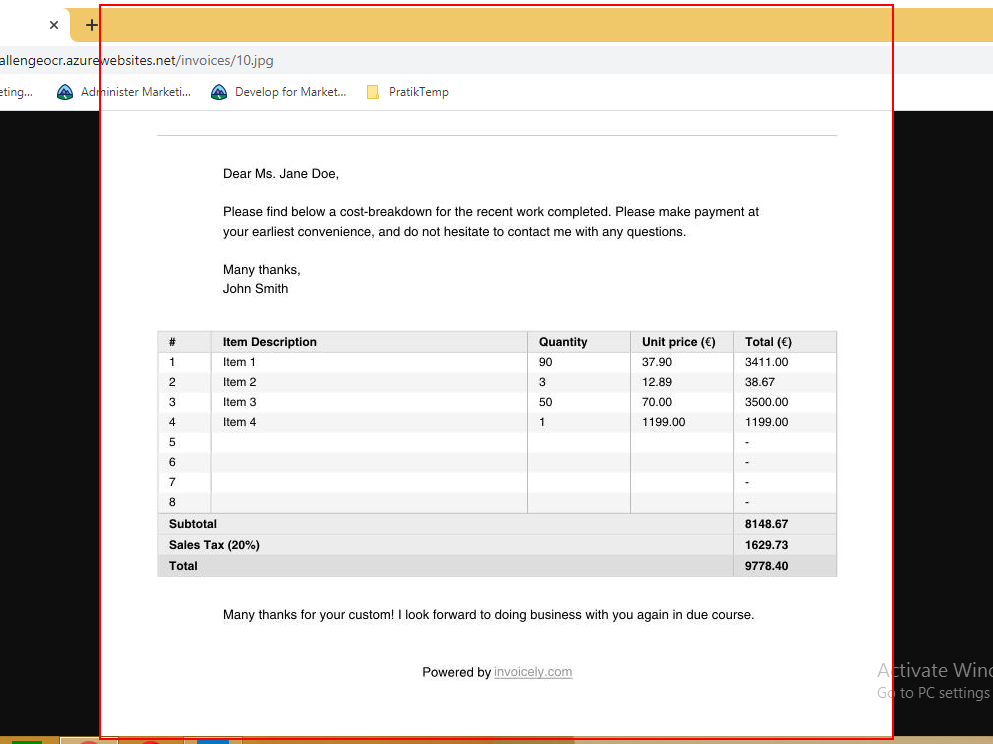 × +
allengeocr.azurewebsites.net/invoices/10.jpg
eting... Administer Marketi... Develop for Market... PratikTemp
Dear Ms. Jane Doe,
Please find below a cost-breakdown for the recent work completed. Please make payment at
your earliest convenience, and do not hesitate to contact me with any questions.
Many thanks,
John Smith
# Item Description Quantity Unit price (€) Total (€)
1 Item 1 90 37.90 3411.00
2 Item 2 3 12.89 38.67
3 Item 3 50 70.00 3500.00
4 Item 4 1 1199.00 1199.00
5 -
6 -
7 -
8 -
Subtotal 8148.67
Sales Tax (20%) 1629.73
Total 9778.40
Many thanks for your custom! I look forward to doing business with you again in due course.
Powered by invoicely.com
Activate Wind
Go to PC settings